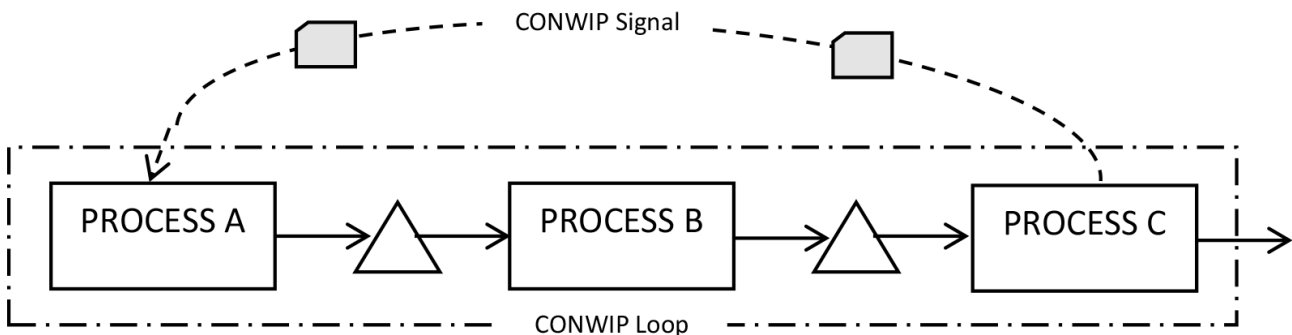 CONWIP Signal
PROCESS A
PROCESS B
PROCESS C
CONWIP Loop